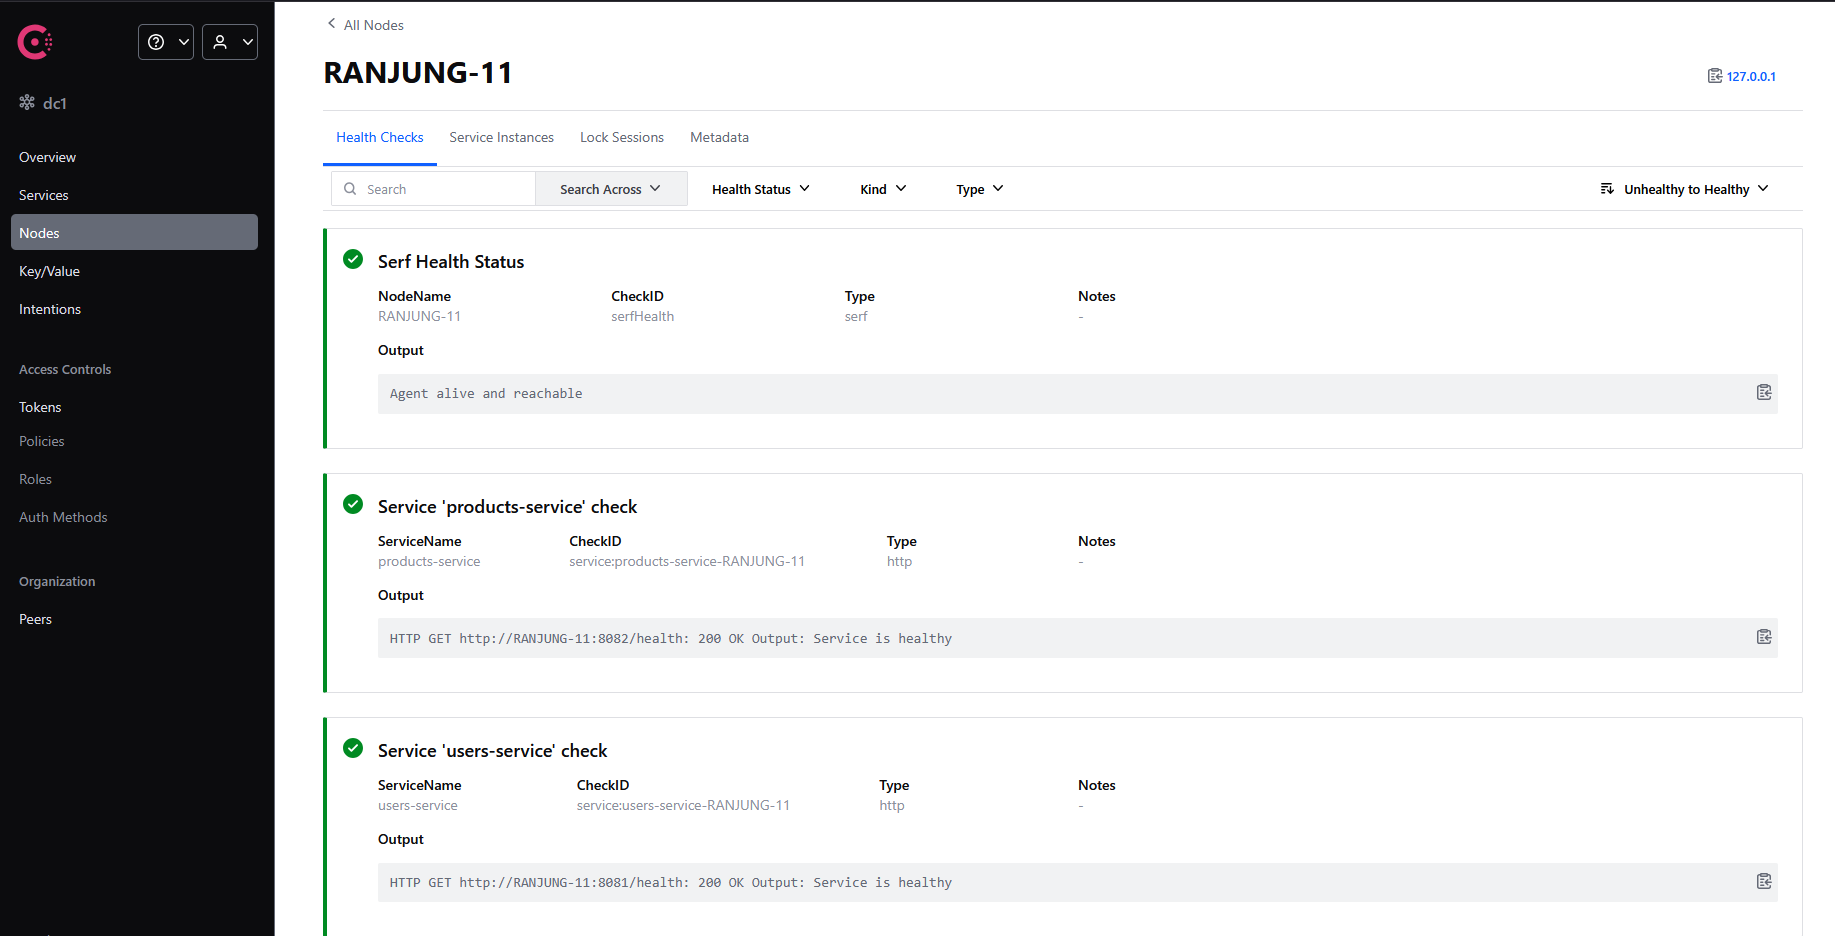 dc1
Overview
Services
Nodes
Key/Value
Intentions
Access Controls
Tokens
Policies
Roles
Auth Methods
Organization
Peers
All Nodes
RANJUNG-11
127.0.0.1
Health Checks Service Instances Lock Sessions Metadata
Search Search Across Health Status Kind Type Unhealthy to Healthy
Serf Health Status
NodeName CheckID Type Notes
RANJUNG-11 serfHealth serf -
Output
Agent alive and reachable
Service 'products-service' check
ServiceName CheckID Type Notes
products-service service:products-service-RANJUNG-11 http -
Output
HTTP GET http://RANJUNG-11:8082/health: 200 OK Output: Service is healthy
Service 'users-service' check
ServiceName CheckID Type Notes
users-service service:users-service-RANJUNG-11 http -
Output
HTTP GET http://RANJUNG-11:8081/health: 200 OK Output: Service is healthy